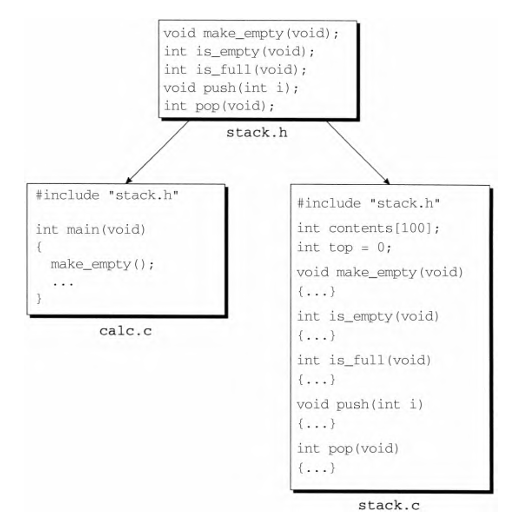 void make_empty(void);
int is_empty(void);
int is_full(void);
void push(int i);
int pop(void);
stack.h
#include "stack.h"
int main(void)
{
make_empty();
...
}
calc.c
#include "stack.h"
int contents[100];
int top = 0;
void make_empty(void)
{...}
int is_empty(void)
{...}
int is_full(void)
{...}
void push(int i)
{...}
int pop(void)
{...}
stack.c